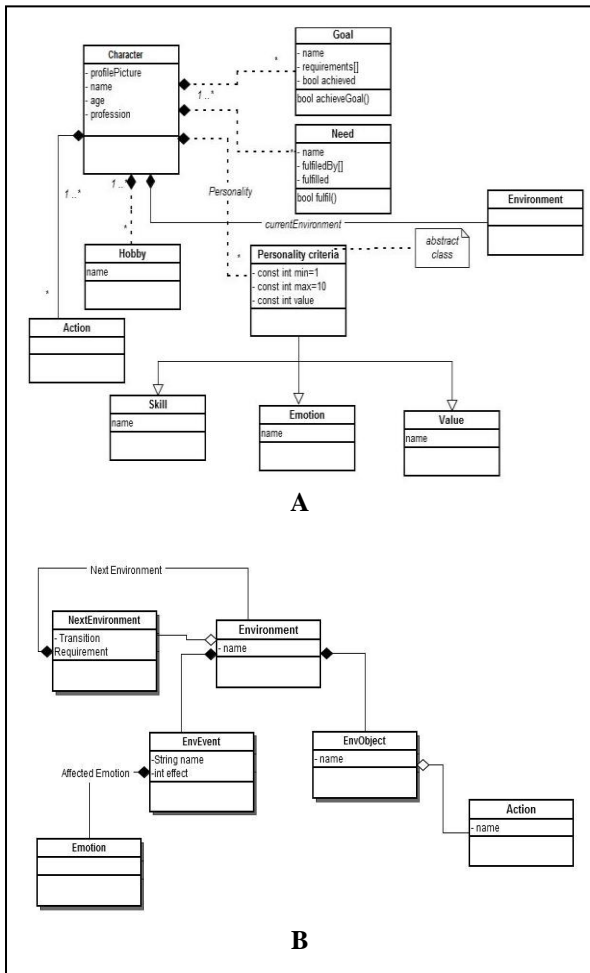 Character
- profilePicture
- name
- age
- profession
Goal
- name
- requirements[]
- bool achieved
bool achieveGoal()
*
1 ..*
Need
- name
- fulfiledBy[]
- fulfilled
bool fulfil()
*
Personality
1 ..*
1 ..*
currentEnvironment
Environment
*
Hobby
name
*
Personality criteria
- const int min=1
- const int max=10
- const int value
abstract
class
*
Action
Skill
name
Emotion
name
Value
name
A
Next Environment
NextEnvironment
- Transition
Requirement
Environment
- name
EnvEvent
-String name
-int effect
EnvObject
- name
Affected Emotion
Action
- name
Emotion
B